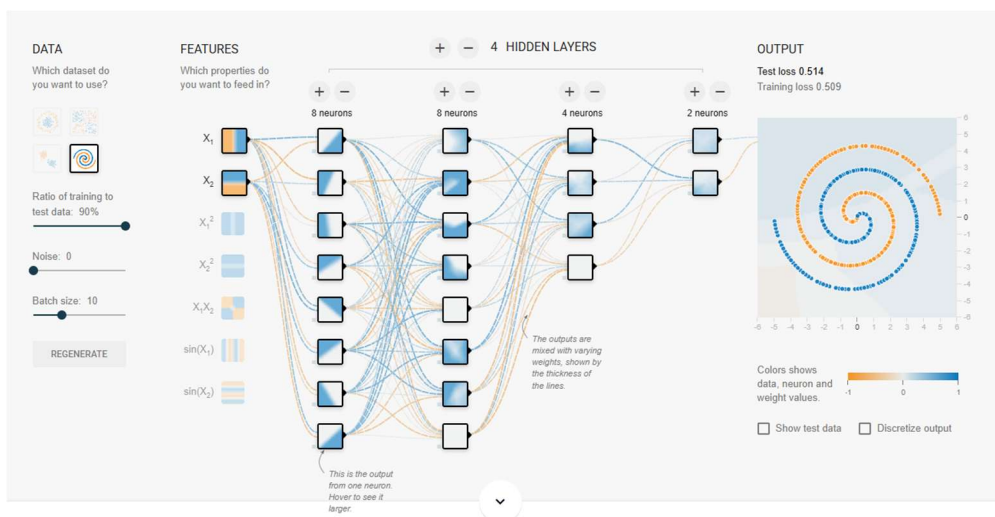 DATA
Which dataset do
you want to use?
Ratio of training to
test data: 90%
Noise: 0
Batch size: 10
REGENERATE
FEATURES
Which properties do
you want to feed in?
X₁
X₂
X₁²
X₂²
X₁X₂
sin(X₁)
sin(X₂)
+ − 4 HIDDEN LAYERS
+ −
8 neurons
+ −
8 neurons
+ −
4 neurons
+ −
2 neurons
This is the output
from one neuron.
Hover to see it
larger.
The outputs are
mixed with varying
weights, shown by
the thickness of
the lines.
OUTPUT
Test loss 0.514
Training loss 0.509
6
5
4
3
2
1
0
-1
-2
-3
-4
-5
-6
-6 -5 -4 -3 -2 -1 0 1 2 3 4 5 6
Colors shows
data, neuron and
weight values.
-1 0 1
Show test data
Discretize output